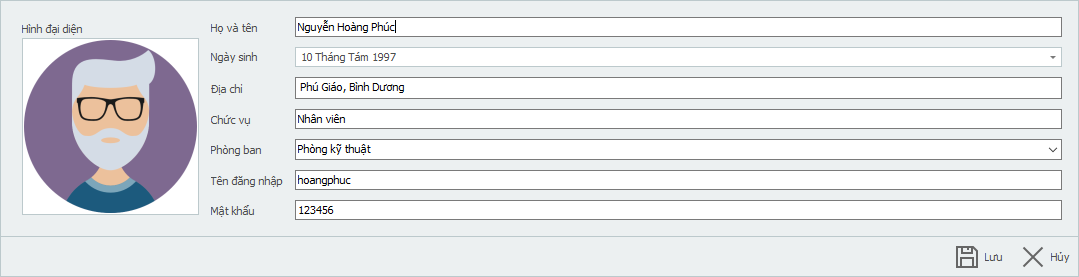 Hình đại diện
Họ và tên Nguyễn Hoàng Phúc
Ngày sinh 10 Tháng Tám 1997
Địa chỉ Phú Giáo, Bình Dương
Chức vụ Nhân viên
Phòng ban Phòng kỹ thuật
Tên đăng nhập hoangphuc
Mật khẩu 123456
Lưu Hủy